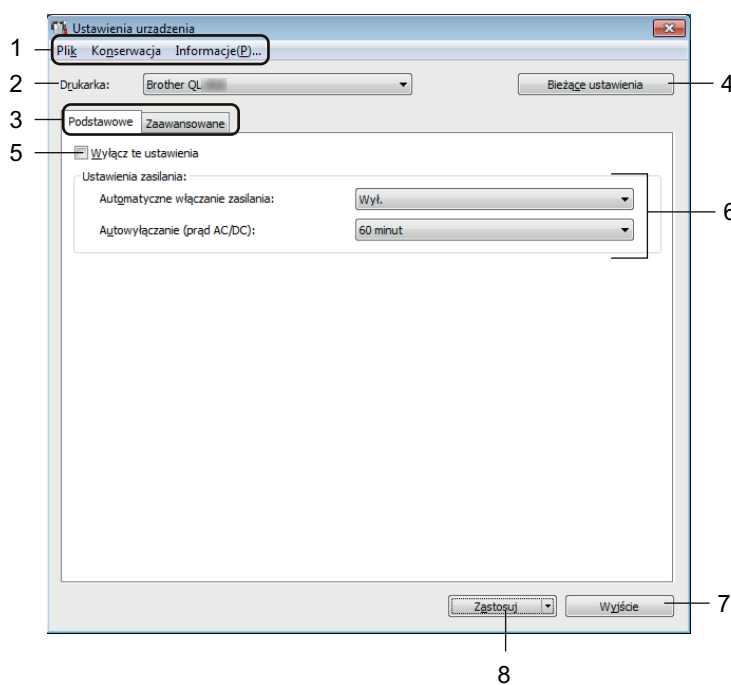 Ustawienia urządzenia
1 Plik Konserwacja Informacje(P)...
2 Drukarka: Brother QL Bieżące ustawienia 4
3 Podstawowe Zaawansowane
5 Wyłącz te ustawienia
Ustawienia zasilania:
Automatyczne włączanie zasilania: Wył.
6
Autowyłączanie (prąd AC/DC): 60 minut
Zastosuj Wyjście 7
8